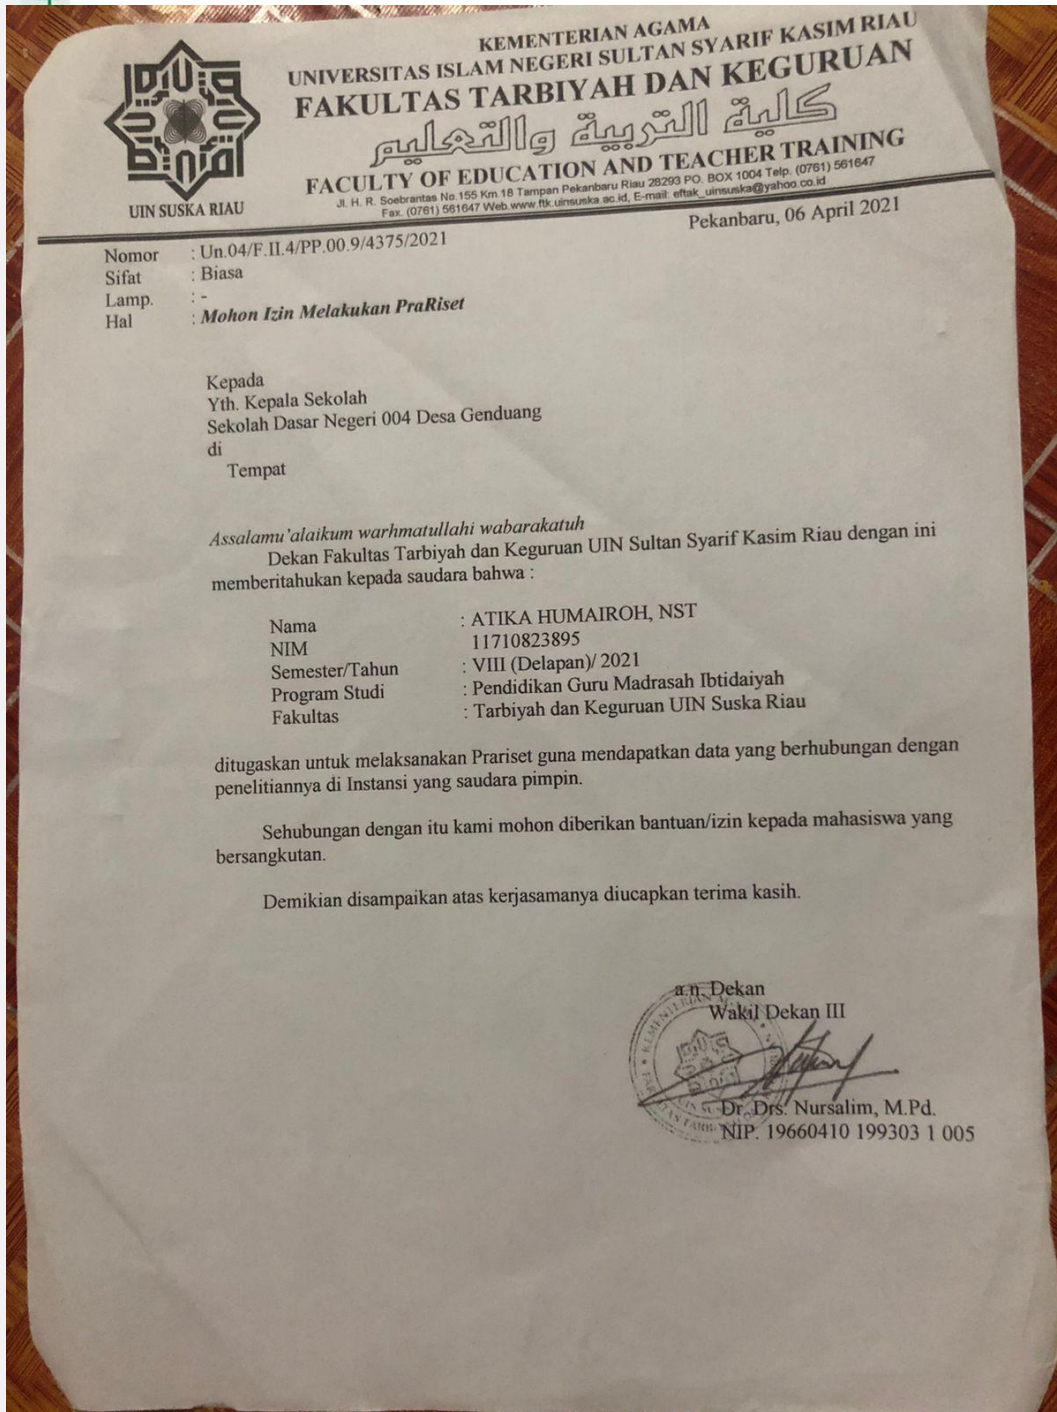 KEMENTERIAN AGAMA
UNIVERSITAS ISLAM NEGERI SULTAN SYARIF KASIM RIAU
FAKULTAS TARBIYAH DAN KEGURUAN
كلية التربية والتعليم
FACULTY OF EDUCATION AND TEACHER TRAINING
Jl. H. R. Soebrantas No.155 Km.18 Tampan Pekanbaru Riau 28293 PO. BOX 1004 Telp. (0761) 561647
Fax. (0761) 561647 Web.www.ftk.uinsuska.ac.id, E-mail: eftak_uinsuska@yahoo.co.id
UIN SUSKA RIAU
Pekanbaru, 06 April 2021
Nomor : Un.04/F.II.4/PP.00.9/4375/2021
Sifat : Biasa
Lamp. : -
Hal : Mohon Izin Melakukan PraRiset
Kepada
Yth. Kepala Sekolah
Sekolah Dasar Negeri 004 Desa Genduang
di
Tempat
Assalamu'alaikum warhmatullahi wabarakatuh
Dekan Fakultas Tarbiyah dan Keguruan UIN Sultan Syarif Kasim Riau dengan ini
memberitahukan kepada saudara bahwa :
Nama : ATIKA HUMAIROH, NST
NIM 11710823895
Semester/Tahun : VIII (Delapan)/ 2021
Program Studi : Pendidikan Guru Madrasah Ibtidaiyah
Fakultas : Tarbiyah dan Keguruan UIN Suska Riau
ditugaskan untuk melaksanakan Prariset guna mendapatkan data yang berhubungan dengan
penelitiannya di Instansi yang saudara pimpin.
Sehubungan dengan itu kami mohon diberikan bantuan/izin kepada mahasiswa yang
bersangkutan.
Demikian disampaikan atas kerjasamanya diucapkan terima kasih.
a.n. Dekan
Wakil Dekan III
Dr. Drs. Nursalim, M.Pd.
NIP. 19660410 199303 1 005